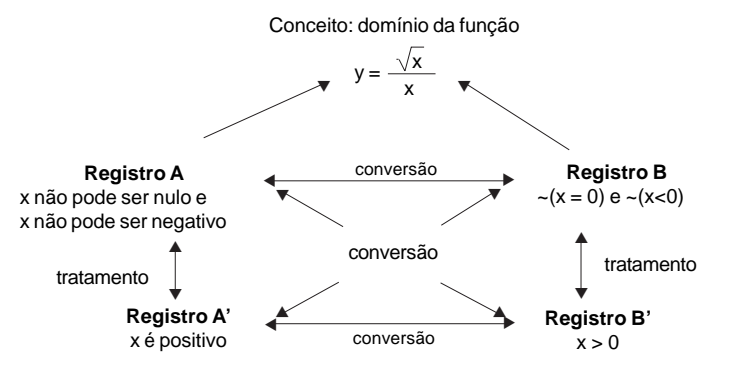 Conceito: domínio da função
y = √x / x
Registro A
x não pode ser nulo e
x não pode ser negativo
conversão
Registro B
~(x = 0) e ~(x<0)
conversão
tratamento
tratamento
Registro A’
x é positivo
conversão
Registro B’
x > 0